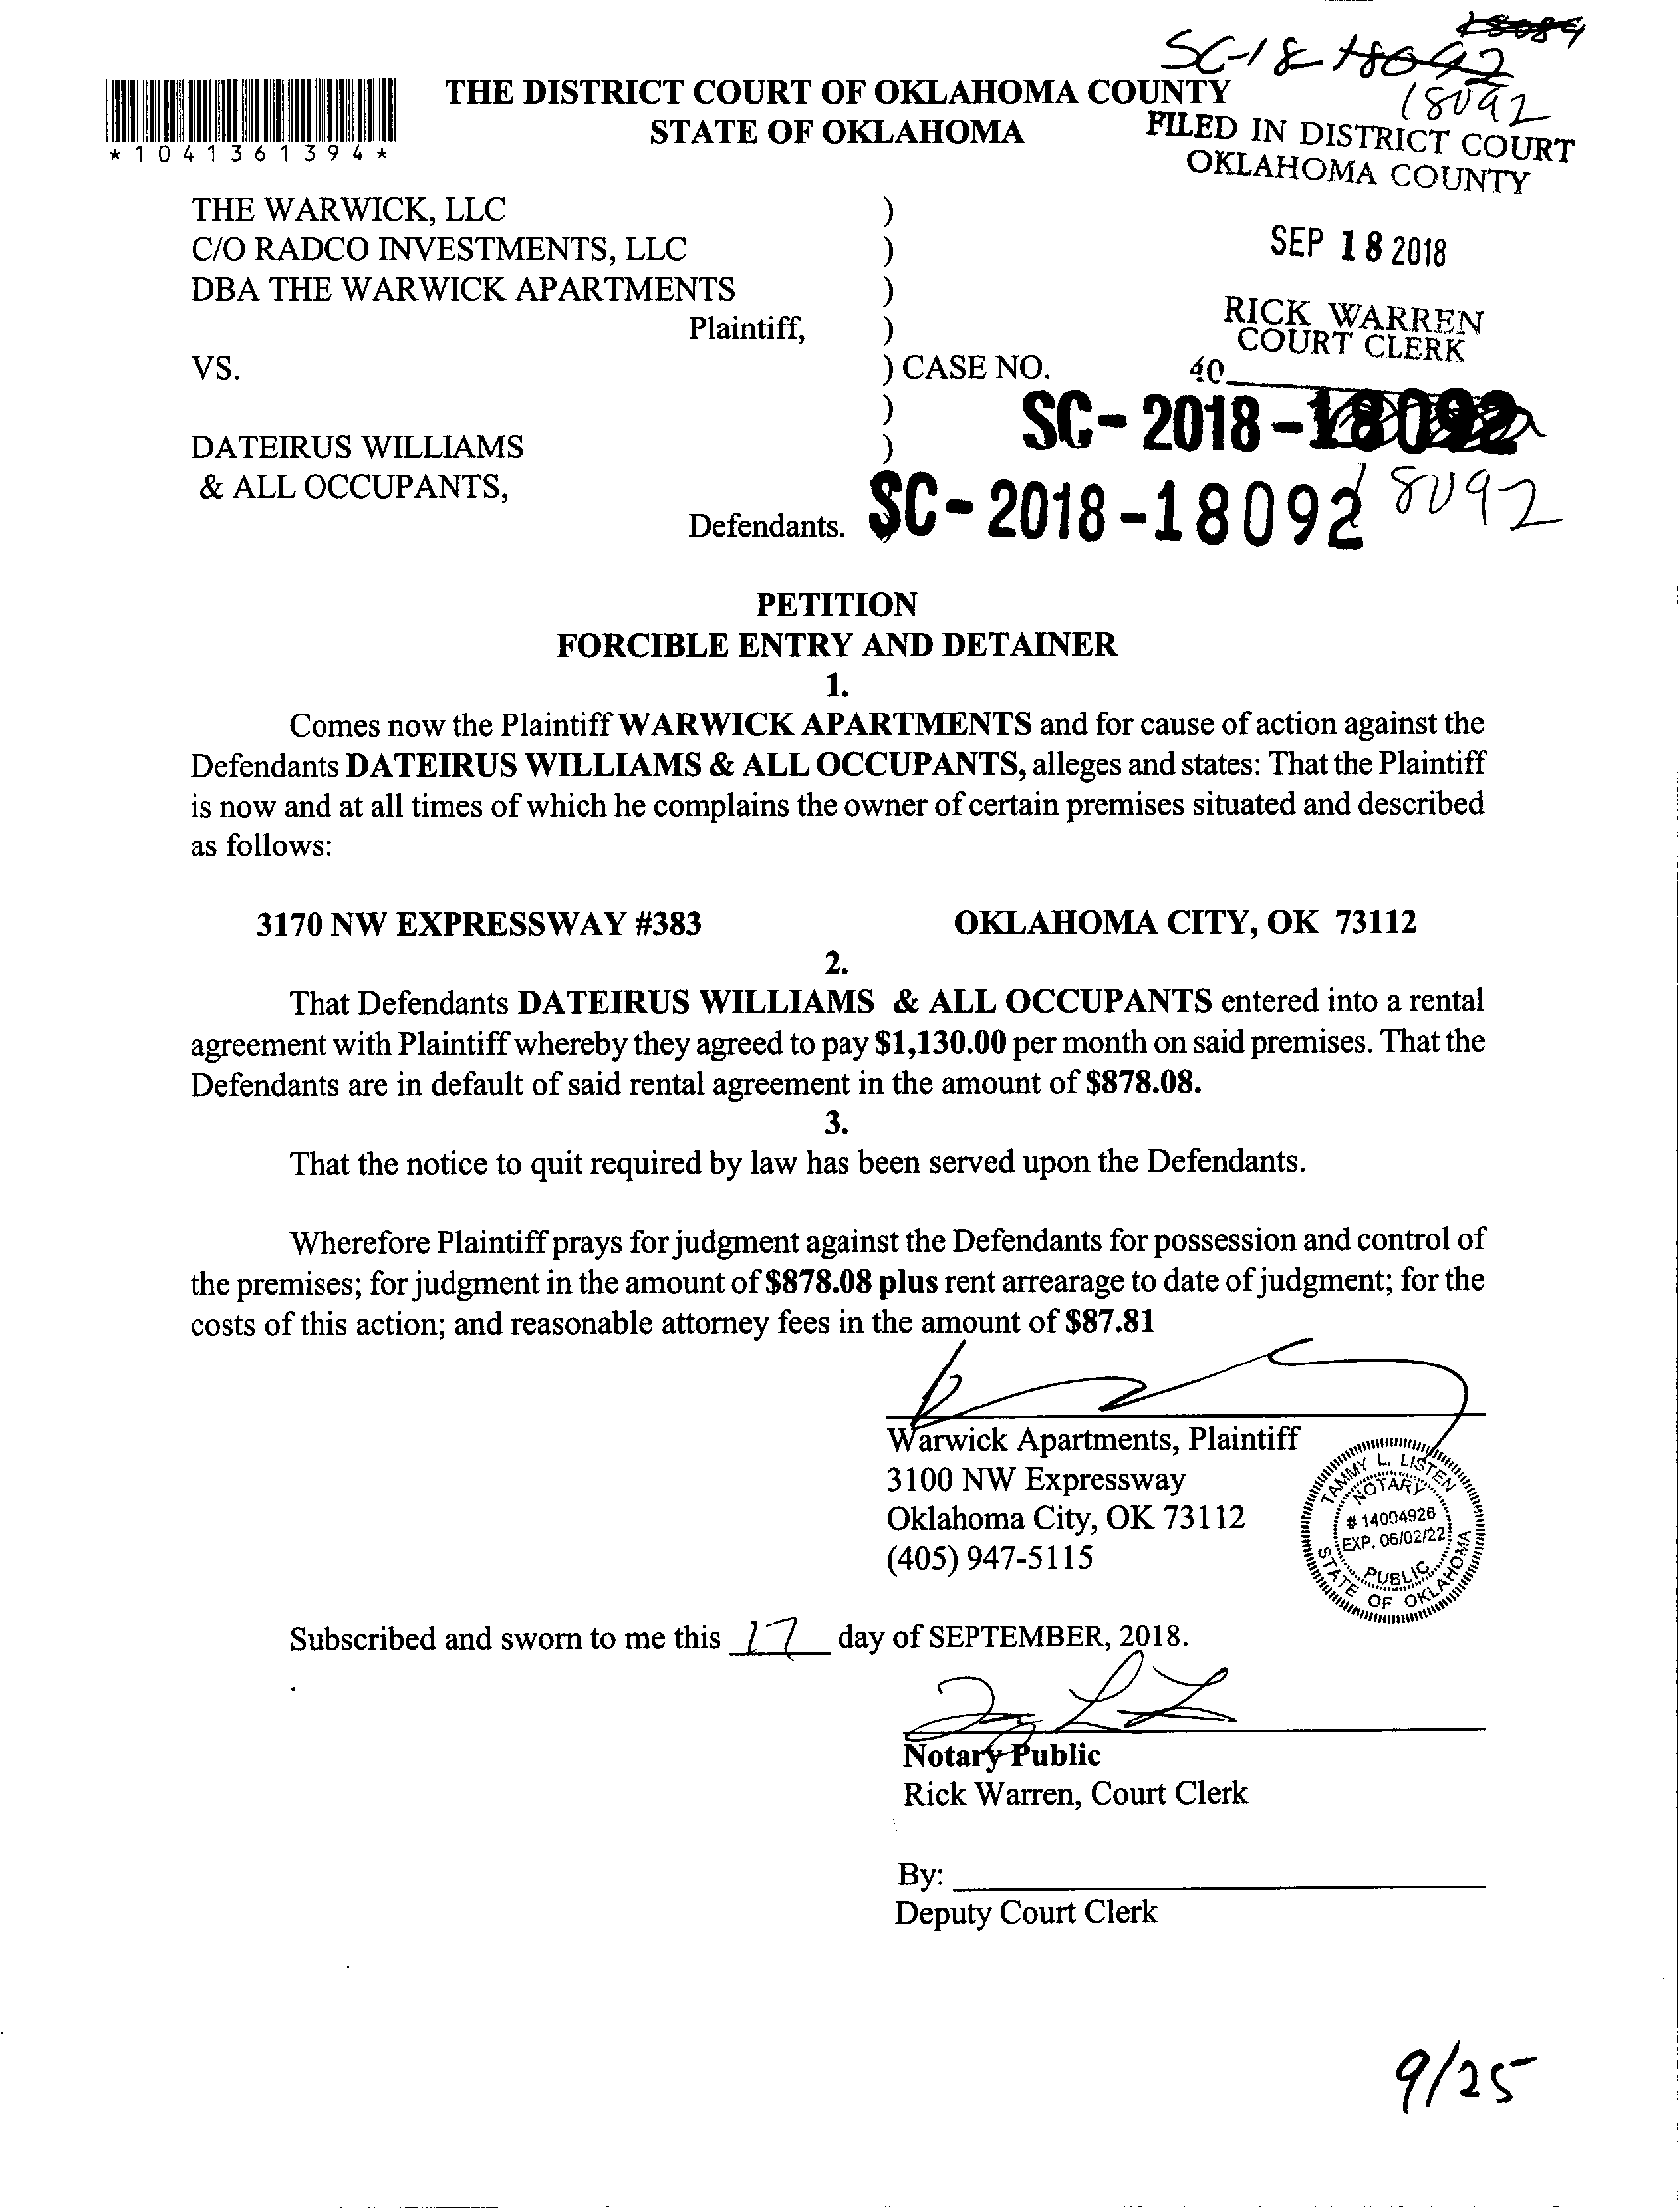 18089
SC-18-18092
18092
*1041361394*
THE DISTRICT COURT OF OKLAHOMA COUNTY
STATE OF OKLAHOMA
FILED IN DISTRICT COURT
OKLAHOMA COUNTY
SEP 18 2018
RICK WARREN
COURT CLERK
40
THE WARWICK, LLC )
C/O RADCO INVESTMENTS, LLC )
DBA THE WARWICK APARTMENTS )
Plaintiff, )
VS. ) CASE NO.
)
SC-2018-18092
DATEIRUS WILLIAMS )
& ALL OCCUPANTS,
Defendants. SC-2018-18092 18092
PETITION
FORCIBLE ENTRY AND DETAINER
1.
Comes now the Plaintiff WARWICK APARTMENTS and for cause of action against the
Defendants DATEIRUS WILLIAMS & ALL OCCUPANTS, alleges and states: That the Plaintiff
is now and at all times of which he complains the owner of certain premises situated and described
as follows:
3170 NW EXPRESSWAY #383 OKLAHOMA CITY, OK 73112
2.
That Defendants DATEIRUS WILLIAMS & ALL OCCUPANTS entered into a rental
agreement with Plaintiff whereby they agreed to pay $1,130.00 per month on said premises. That the
Defendants are in default of said rental agreement in the amount of $878.08.
3.
That the notice to quit required by law has been served upon the Defendants.
Wherefore Plaintiff prays for judgment against the Defendants for possession and control of
the premises; for judgment in the amount of $878.08 plus rent arrearage to date of judgment; for the
costs of this action; and reasonable attorney fees in the amount of $87.81
Warwick Apartments, Plaintiff
3100 NW Expressway
Oklahoma City, OK 73112
(405) 947-5115
TAMMY L. LISTEN
NOTARY
# 14004926
EXP. 06/02/22
PUBLIC
STATE OF OKLAHOMA
Subscribed and sworn to me this 17 day of SEPTEMBER, 2018.
Notary Public
Rick Warren, Court Clerk
By:
Deputy Court Clerk
9/25